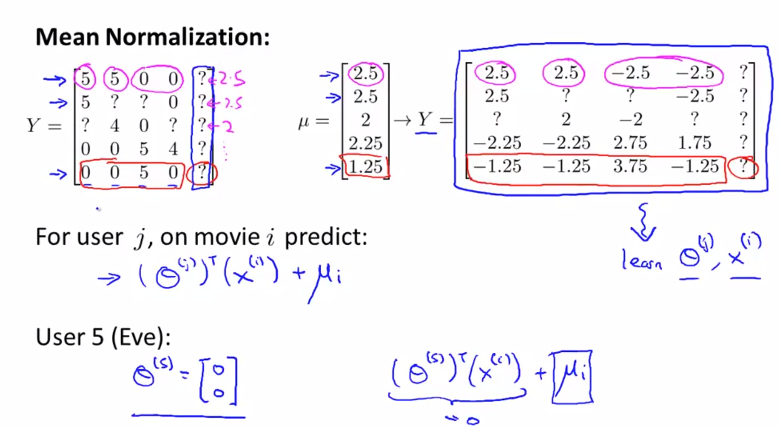 Mean Normalization:
5 5 0 0 ? 2.5 2.5 2.5 2.5 -2.5 -2.5 ?
5 ? ? 0 ? 2.5 2.5 2.5 ? ? -2.5 ?
Y = ? 4 0 ? ? 2 μ = 2 → Y = ? 2 -2 ? ?
0 0 5 4 ? ⋮ 2.25 -2.25 -2.25 2.75 1.75 ?
0 0 5 0 ? 1.25 -1.25 -1.25 3.75 -1.25 ?
For user j, on movie i predict:
→ (Θ^(j))^T (x^(i)) + μi
learn Θ^(j), x^(i)
User 5 (Eve):
Θ^(5) = [0 0] (Θ^(5))^T (x^(i)) + μi
= 0